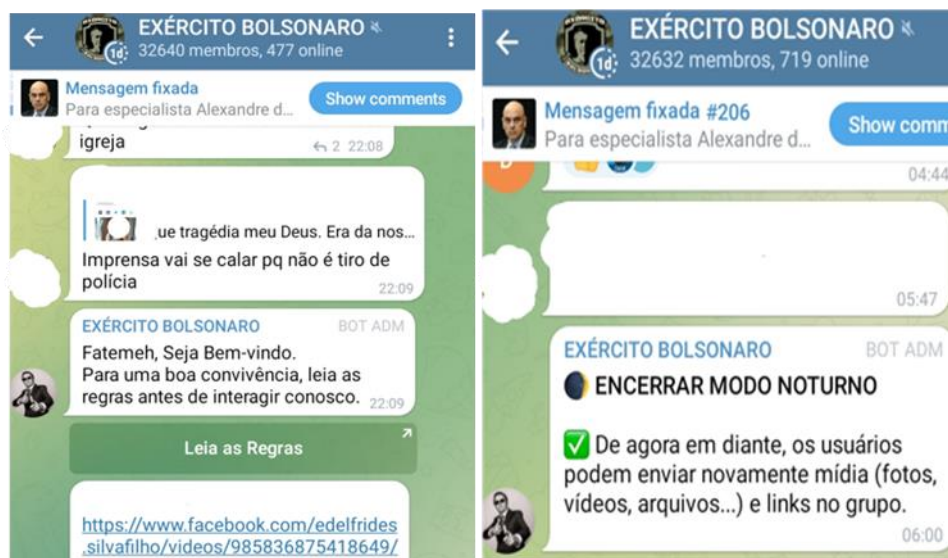 EXÉRCITO BOLSONARO
32640 membros, 477 online
1d
Mensagem fixada
Para especialista Alexandre d...
Show comments
igreja
2 22:08
ue tragédia meu Deus. Era da nos...
Imprensa vai se calar pq não é tiro de
polícia
22:09
EXÉRCITO BOLSONARO BOT ADM
Fatemeh, Seja Bem-vindo.
Para uma boa convivência, leia as
regras antes de interagir conosco. 22:09
Leia as Regras
https://www.facebook.com/edelfrides
.silvafilho/videos/985836875418649/
EXÉRCITO BOLSONARO
32632 membros, 719 online
1d
Mensagem fixada #206
Para especialista Alexandre d...
Show comm
04:44
05:47
EXÉRCITO BOLSONARO BOT ADM
ENCERRAR MODO NOTURNO
De agora em diante, os usuários
podem enviar novamente mídia (fotos,
vídeos, arquivos...) e links no grupo.
06:00